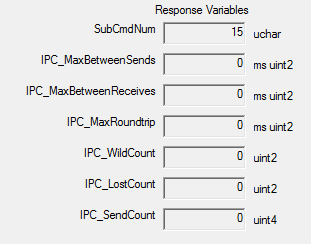 Response Variables
SubCmdNum 15 uchar
IPC_MaxBetweenSends 0 ms uint2
IPC_MaxBetweenReceives 0 ms uint2
IPC_MaxRoundtrip 0 ms uint2
IPC_WildCount 0 uint2
IPC_LostCount 0 uint2
IPC_SendCount 0 uint4